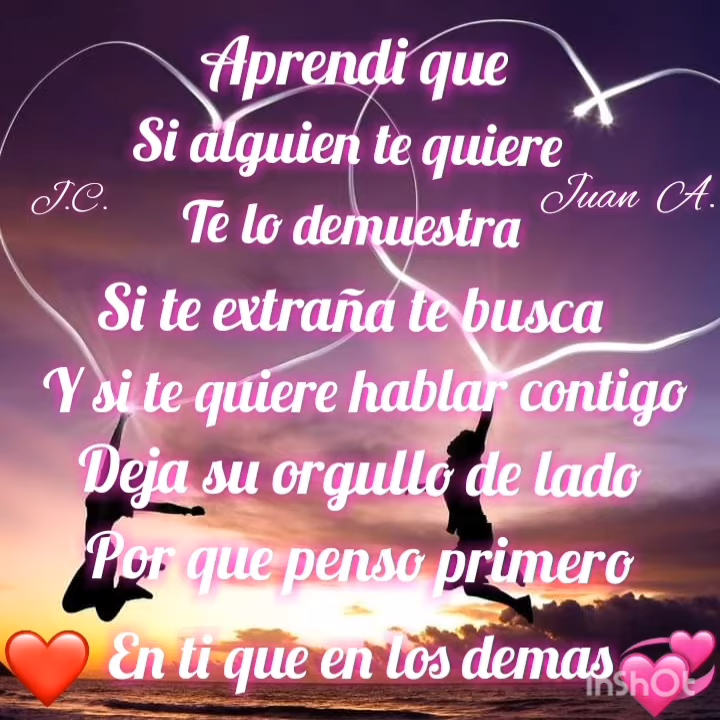 Aprendi que
Si alguien te quiere
J.C.
Juan A.
Te lo demuestra
Si te extraña te busca
Y si te quiere hablar contigo
Deja su orgullo de lado
Por que penso primero
En ti que en los demas
InShOt